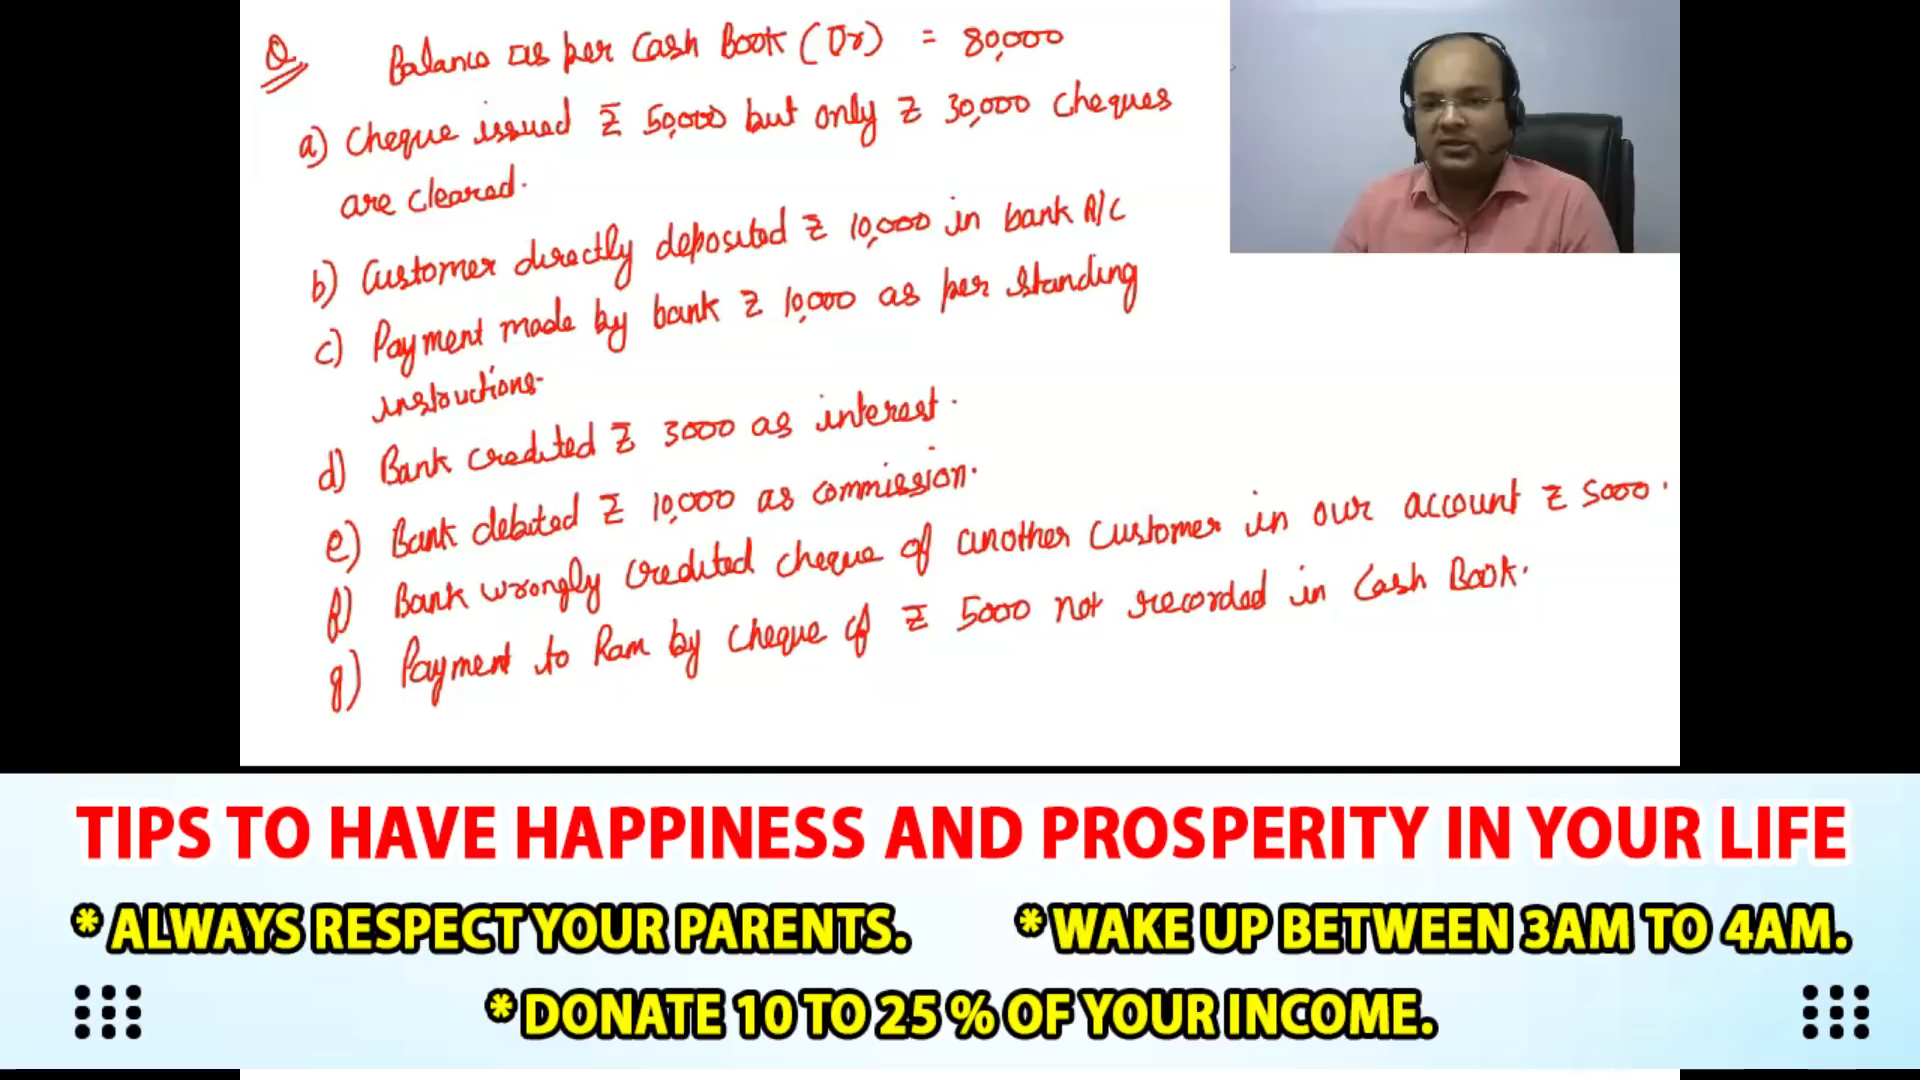 Q. Balance as per Cash Book (Dr) = 80,000
a) Cheque issued ₹ 50,000 but only ₹ 30,000 cheques
are cleared.
b) Customer directly deposited ₹ 10,000 in bank A/C
c) Payment made by bank ₹ 10,000 as per standing
instructions.
d) Bank credited ₹ 3000 as interest.
e) Bank debited ₹ 10,000 as commission.
f) Bank wrongly credited cheque of another customer in our account ₹ 5000.
g) Payment to Ram by cheque of ₹ 5000 not recorded in Cash Book.
TIPS TO HAVE HAPPINESS AND PROSPERITY IN YOUR LIFE
* ALWAYS RESPECT YOUR PARENTS. * WAKE UP BETWEEN 3AM TO 4AM.
* DONATE 10 TO 25 % OF YOUR INCOME.